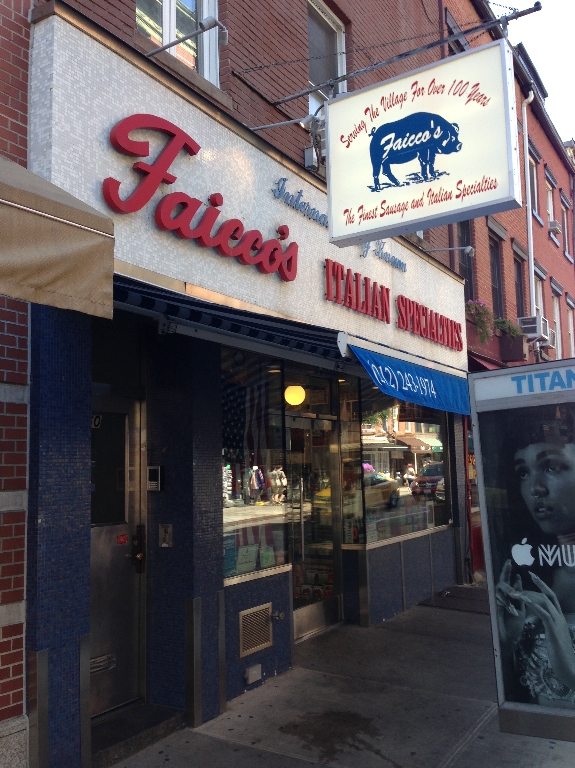 Serving The Village For Over 100 Years
Faicco's
The Finest Sausage and Italian Specialties
Faicco's
ITALIAN SPECIALTIES
(212) 243-1974
TITAN